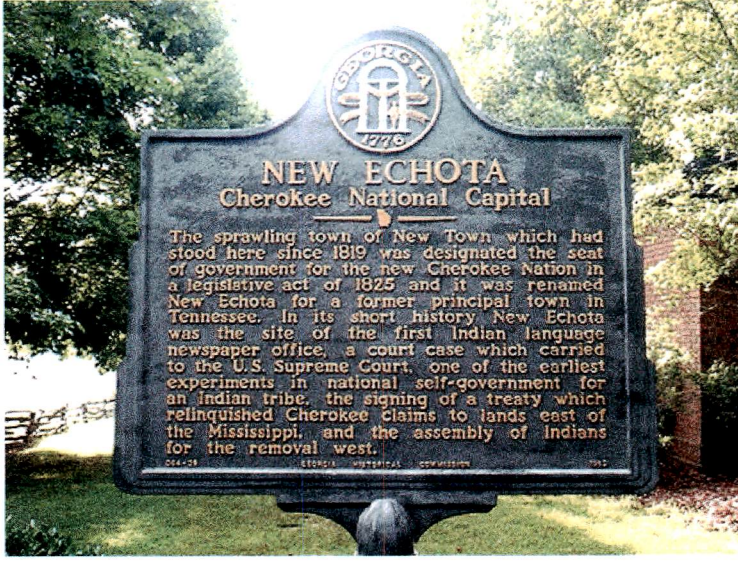 GEORGIA
1776
NEW ECHOTA
Cherokee National Capital
The sprawling town of New Town which had
stood here since 1819 was designated the seat
of government for the new Cherokee Nation in
a legislative act of 1825 and it was renamed
New Echota for a former principal town in
Tennessee. In its short history New Echota
was the site of the first Indian language
newspaper office, a court case which carried
to the U.S. Supreme Court, one of the earliest
experiments in national self-government for
an Indian tribe, the signing of a treaty which
relinquished Cherokee claims to lands east of
the Mississippi, and the assembly of Indians
for the removal west.
GEORGIA HISTORICAL COMMISSION